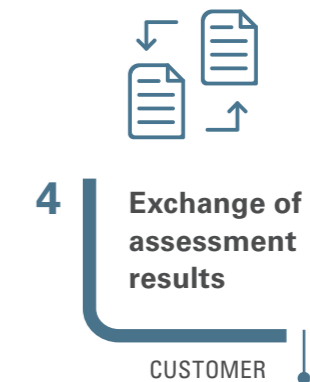 4
Exchange of
assessment
results
CUSTOMER